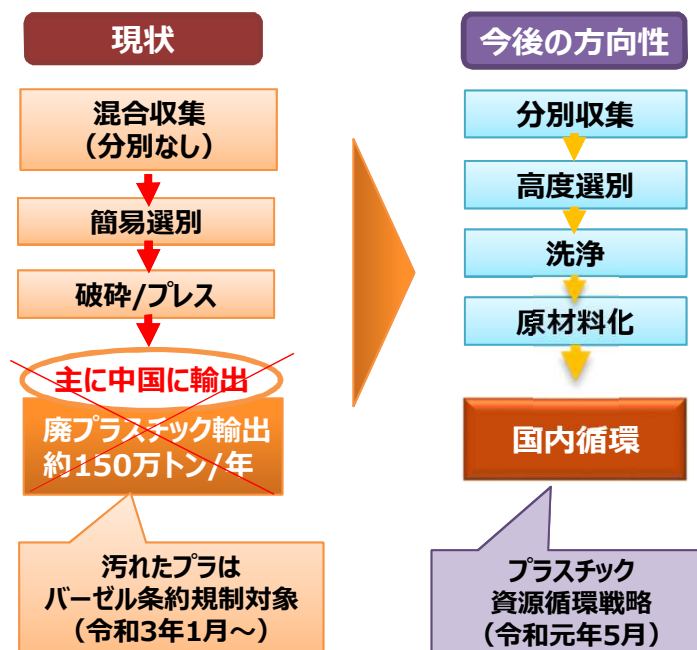 現状
混合収集
（分別なし）
簡易選別
破砕/プレス
主に中国に輸出
廃プラスチック輸出
約150万トン/年
汚れたプラは
バーゼル条約規制対象
（令和3年1月～）
今後の方向性
分別収集
高度選別
洗浄
原材料化
国内循環
プラスチック
資源循環戦略
（令和元年5月）